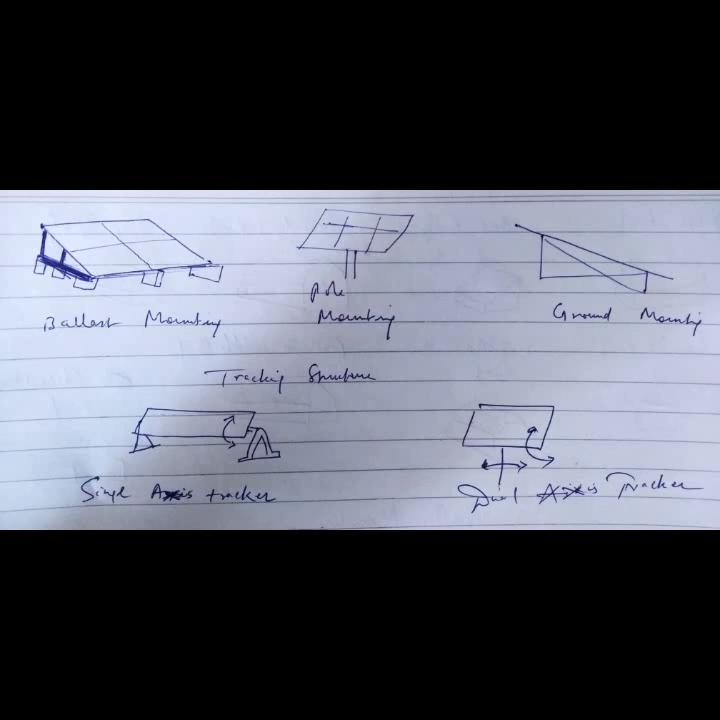 Ballast Mounting
Pole
Mounting
Ground Mounting
Tracking Structure
Single Axis tracker
Dual Axis Tracker